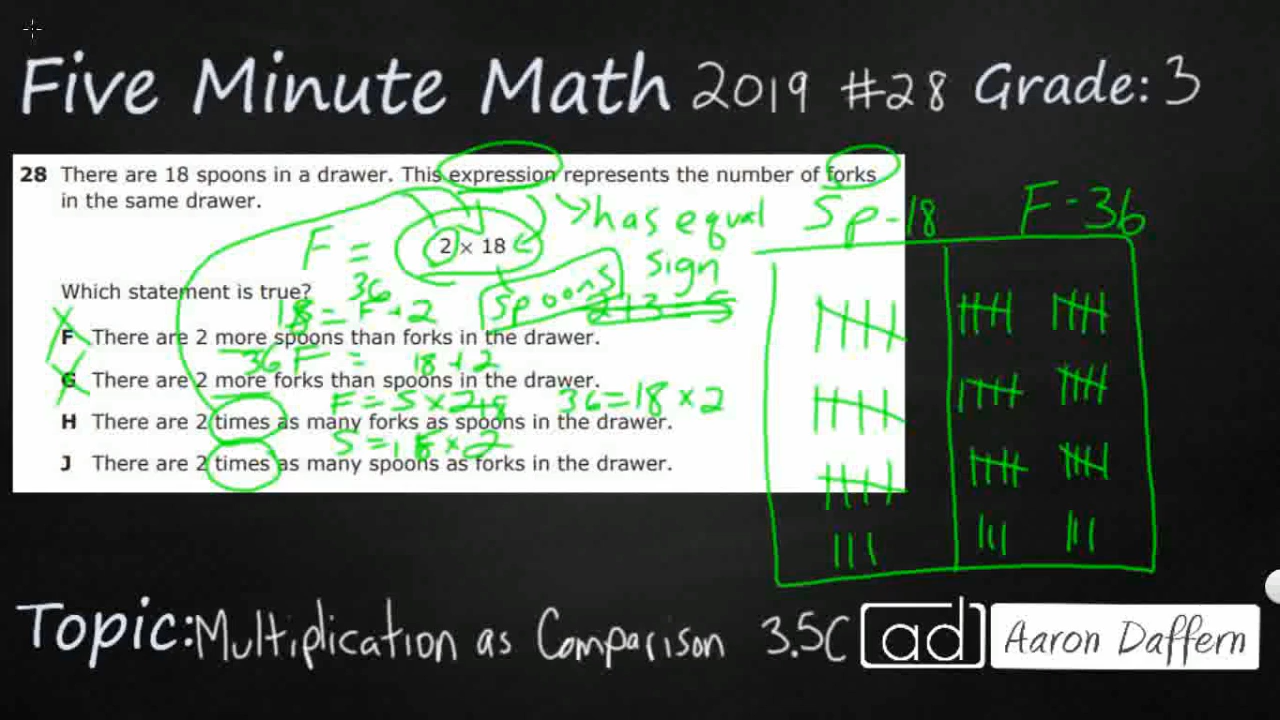 Five Minute Math 2019 #28 Grade: 3
28 There are 18 spoons in a drawer. This expression represents the number of forks
in the same drawer.
has equal
sign
Sp-18
F-36
F =
2 × 18
spoons
2+3=5
Which statement is true?
36
18 = F + 2
F There are 2 more spoons than forks in the drawer.
36 F = 18 + 2
G There are 2 more forks than spoons in the drawer.
F = S × 2
36 = 18 × 2
H There are 2 times as many forks as spoons in the drawer.
S = 18 × 2
J There are 2 times as many spoons as forks in the drawer.
Topic: Multiplication as Comparison 3.5C
ad
Aaron Daffern